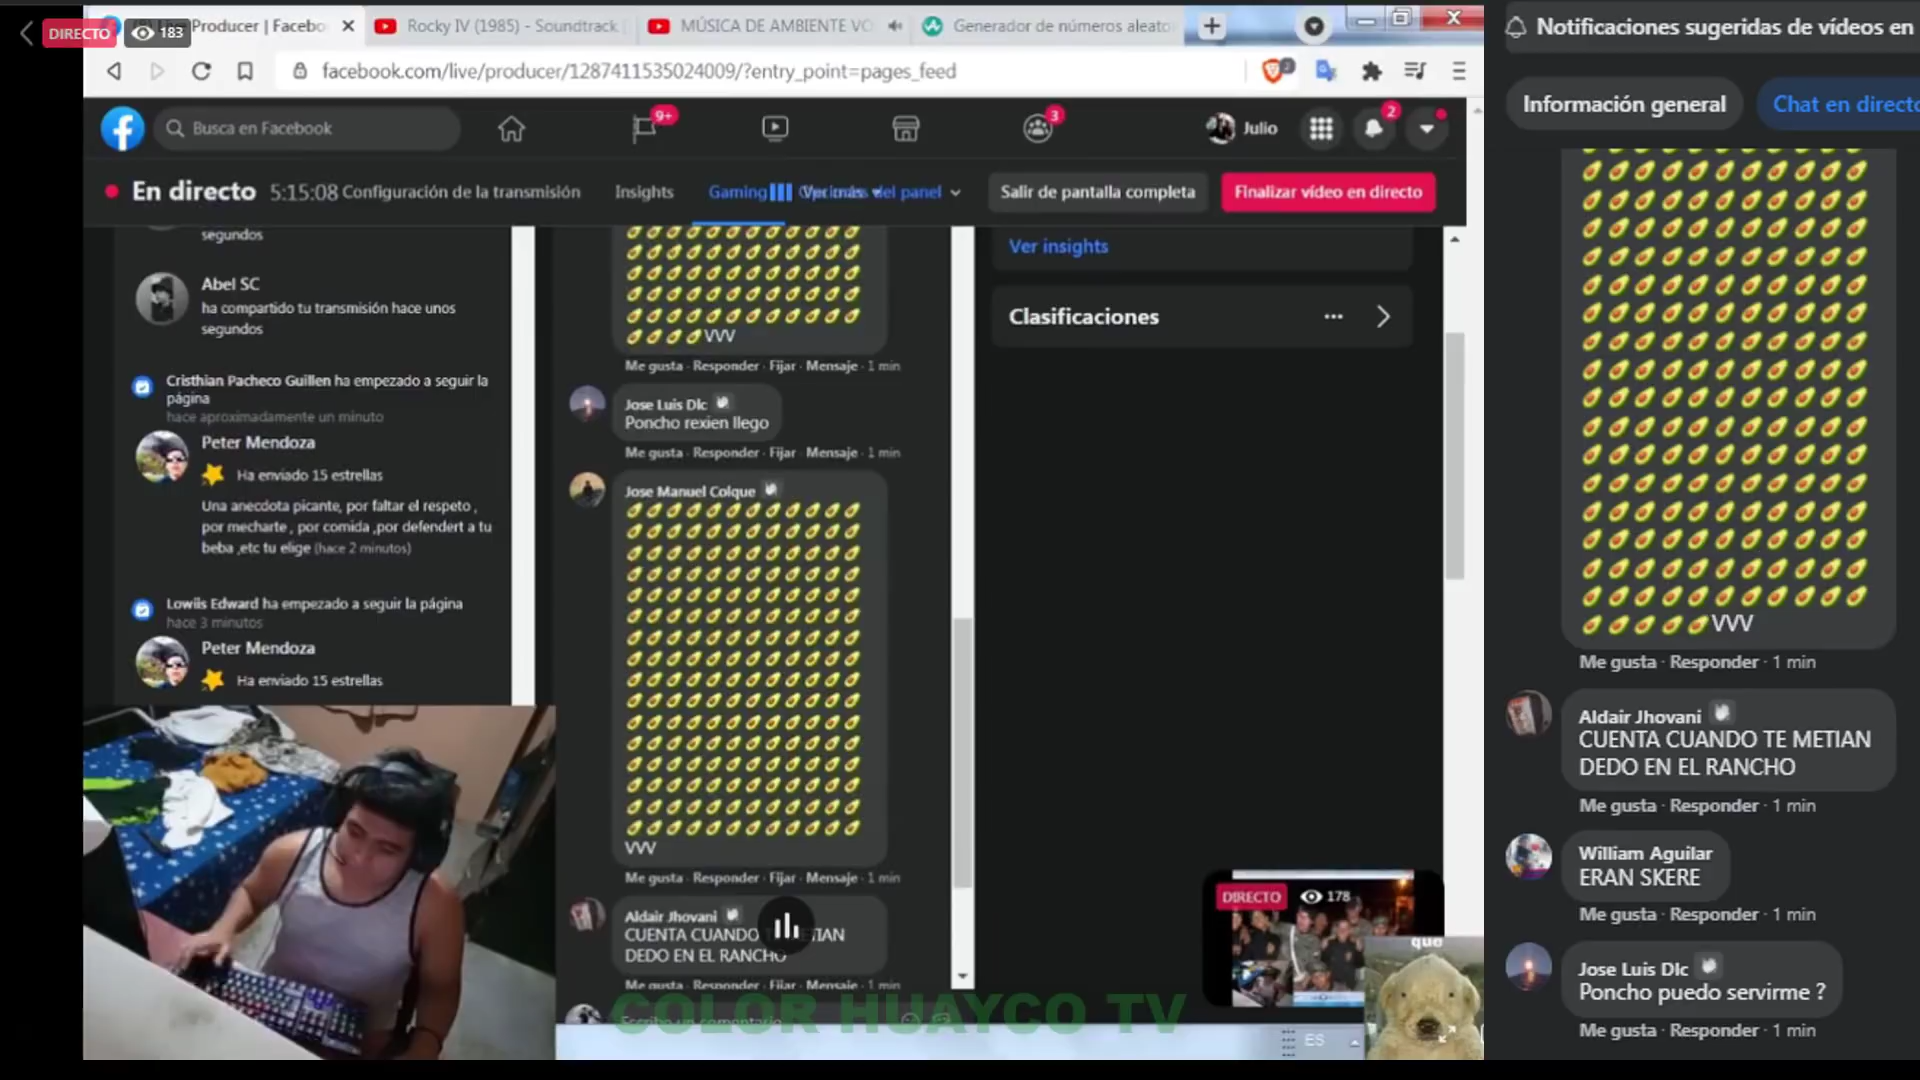 DIRECTO 183
Producer | Facebo
Rocky IV (1985) - Soundtrack
MÚSICA DE AMBIENTE VO
Generador de números aleato
facebook.com/live/producer/1287411535024009/?entry_point=pages_feed
Busca en Facebook
9+
3
Julio
2
En directo 5:15:08 Configuración de la transmisión
Insights
Gaming
Ver más
del panel
Salir de pantalla completa
Finalizar vídeo en directo
segundos
Abel SC
ha compartido tu transmisión hace unos
segundos
Cristhian Pacheco Guillen ha empezado a seguir la
página
hace aproximadamente un minuto
Peter Mendoza
Ha enviado 15 estrellas
Una anecdota picante, por faltar el respeto ,
por mecharte , por comida ,por defendert a tu
beba ,etc tu elige (hace 2 minutos)
Lowiis Edward ha empezado a seguir la página
hace 3 minutos
Peter Mendoza
Ha enviado 15 estrellas
VVV
Me gusta · Responder · Fijar · Mensaje · 1 min
Jose Luis Dlc
Poncho rexien llego
Me gusta · Responder · Fijar · Mensaje · 1 min
Jose Manuel Colque
VVV
Me gusta · Responder · Fijar · Mensaje · 1 min
Aldair Jhovani
CUENTA CUANDO TE METIAN
DEDO EN EL RANCHO
Me gusta · Responder · Fijar · Mensaje · 1 min
Escribe un comentario
COLOR HUAYCO TV
Ver insights
Clasificaciones
DIRECTO 178
que
ES
Notificaciones sugeridas de vídeos en
Información general
Chat en directo
VVV
Me gusta · Responder · 1 min
Aldair Jhovani
CUENTA CUANDO TE METIAN
DEDO EN EL RANCHO
Me gusta · Responder · 1 min
William Aguilar
ERAN SKERE
Me gusta · Responder · 1 min
Jose Luis Dlc
Poncho puedo servirme ?
Me gusta · Responder · 1 min